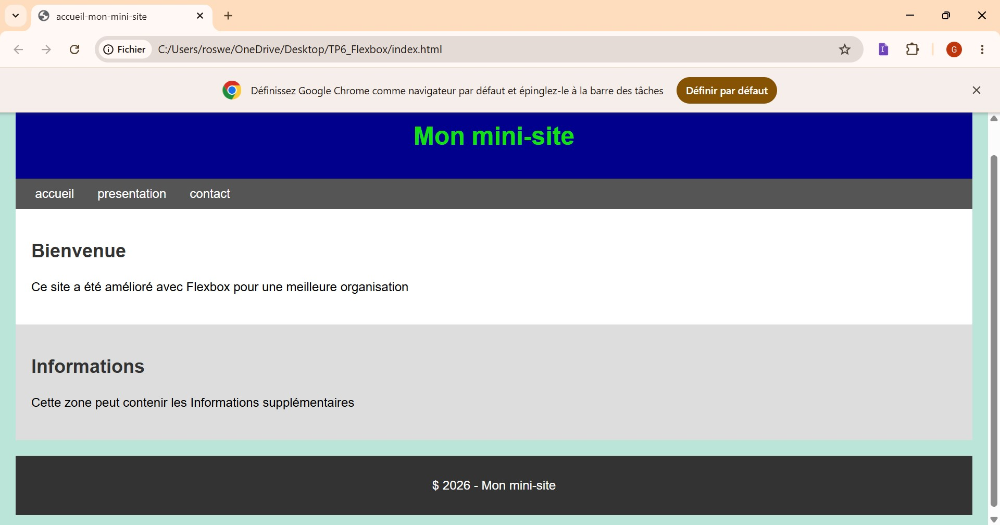 accueil-mon-mini-site
Fichier C:/Users/roswe/OneDrive/Desktop/TP6_Flexbox/index.html
I
G
Définissez Google Chrome comme navigateur par défaut et épinglez-le à la barre des tâches
Définir par défaut
Mon mini-site
accueil presentation contact
Bienvenue
Ce site a été amélioré avec Flexbox pour une meilleure organisation
Informations
Cette zone peut contenir les Informations supplémentaires
$ 2026 - Mon mini-site